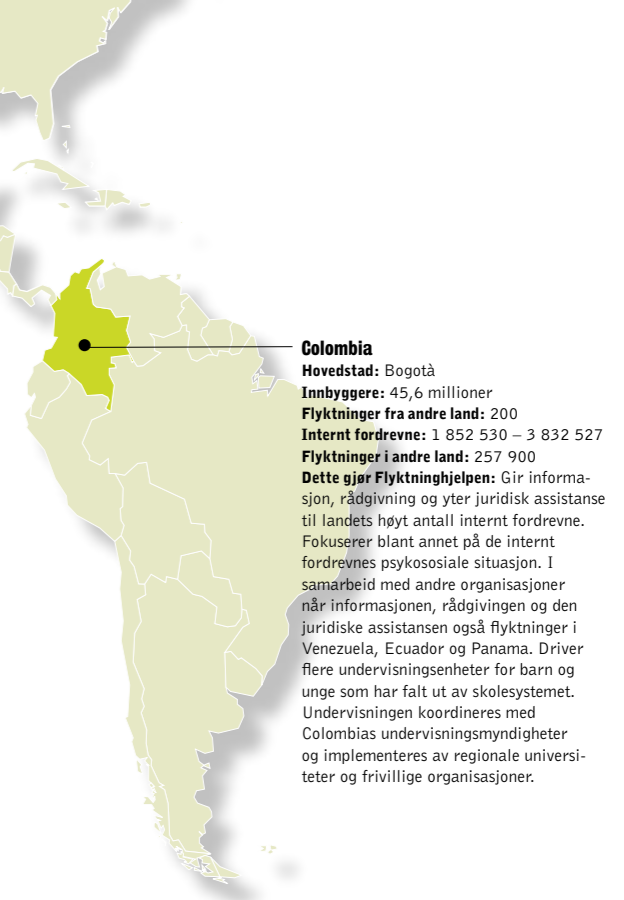 Colombia
Hovedstad: Bogotà
Innbyggere: 45,6 millioner
Flyktninger fra andre land: 200
Internt fordrevne: 1 852 530 – 3 832 527
Flyktninger i andre land: 257 900
Dette gjør Flyktninghjelpen: Gir informa-
sjon, rådgivning og yter juridisk assistanse
til landets høyt antall internt fordrevne.
Fokuserer blant annet på de internt
fordrevnes psykososiale situasjon. I
samarbeid med andre organisasjoner
når informasjonen, rådgivingen og den
juridiske assistansen også flyktninger i
Venezuela, Ecuador og Panama. Driver
flere undervisningsenheter for barn og
unge som har falt ut av skolesystemet.
Undervisningen koordineres med
Colombias undervisningsmyndigheter
og implementeres av regionale universi-
teter og frivillige organisasjoner.